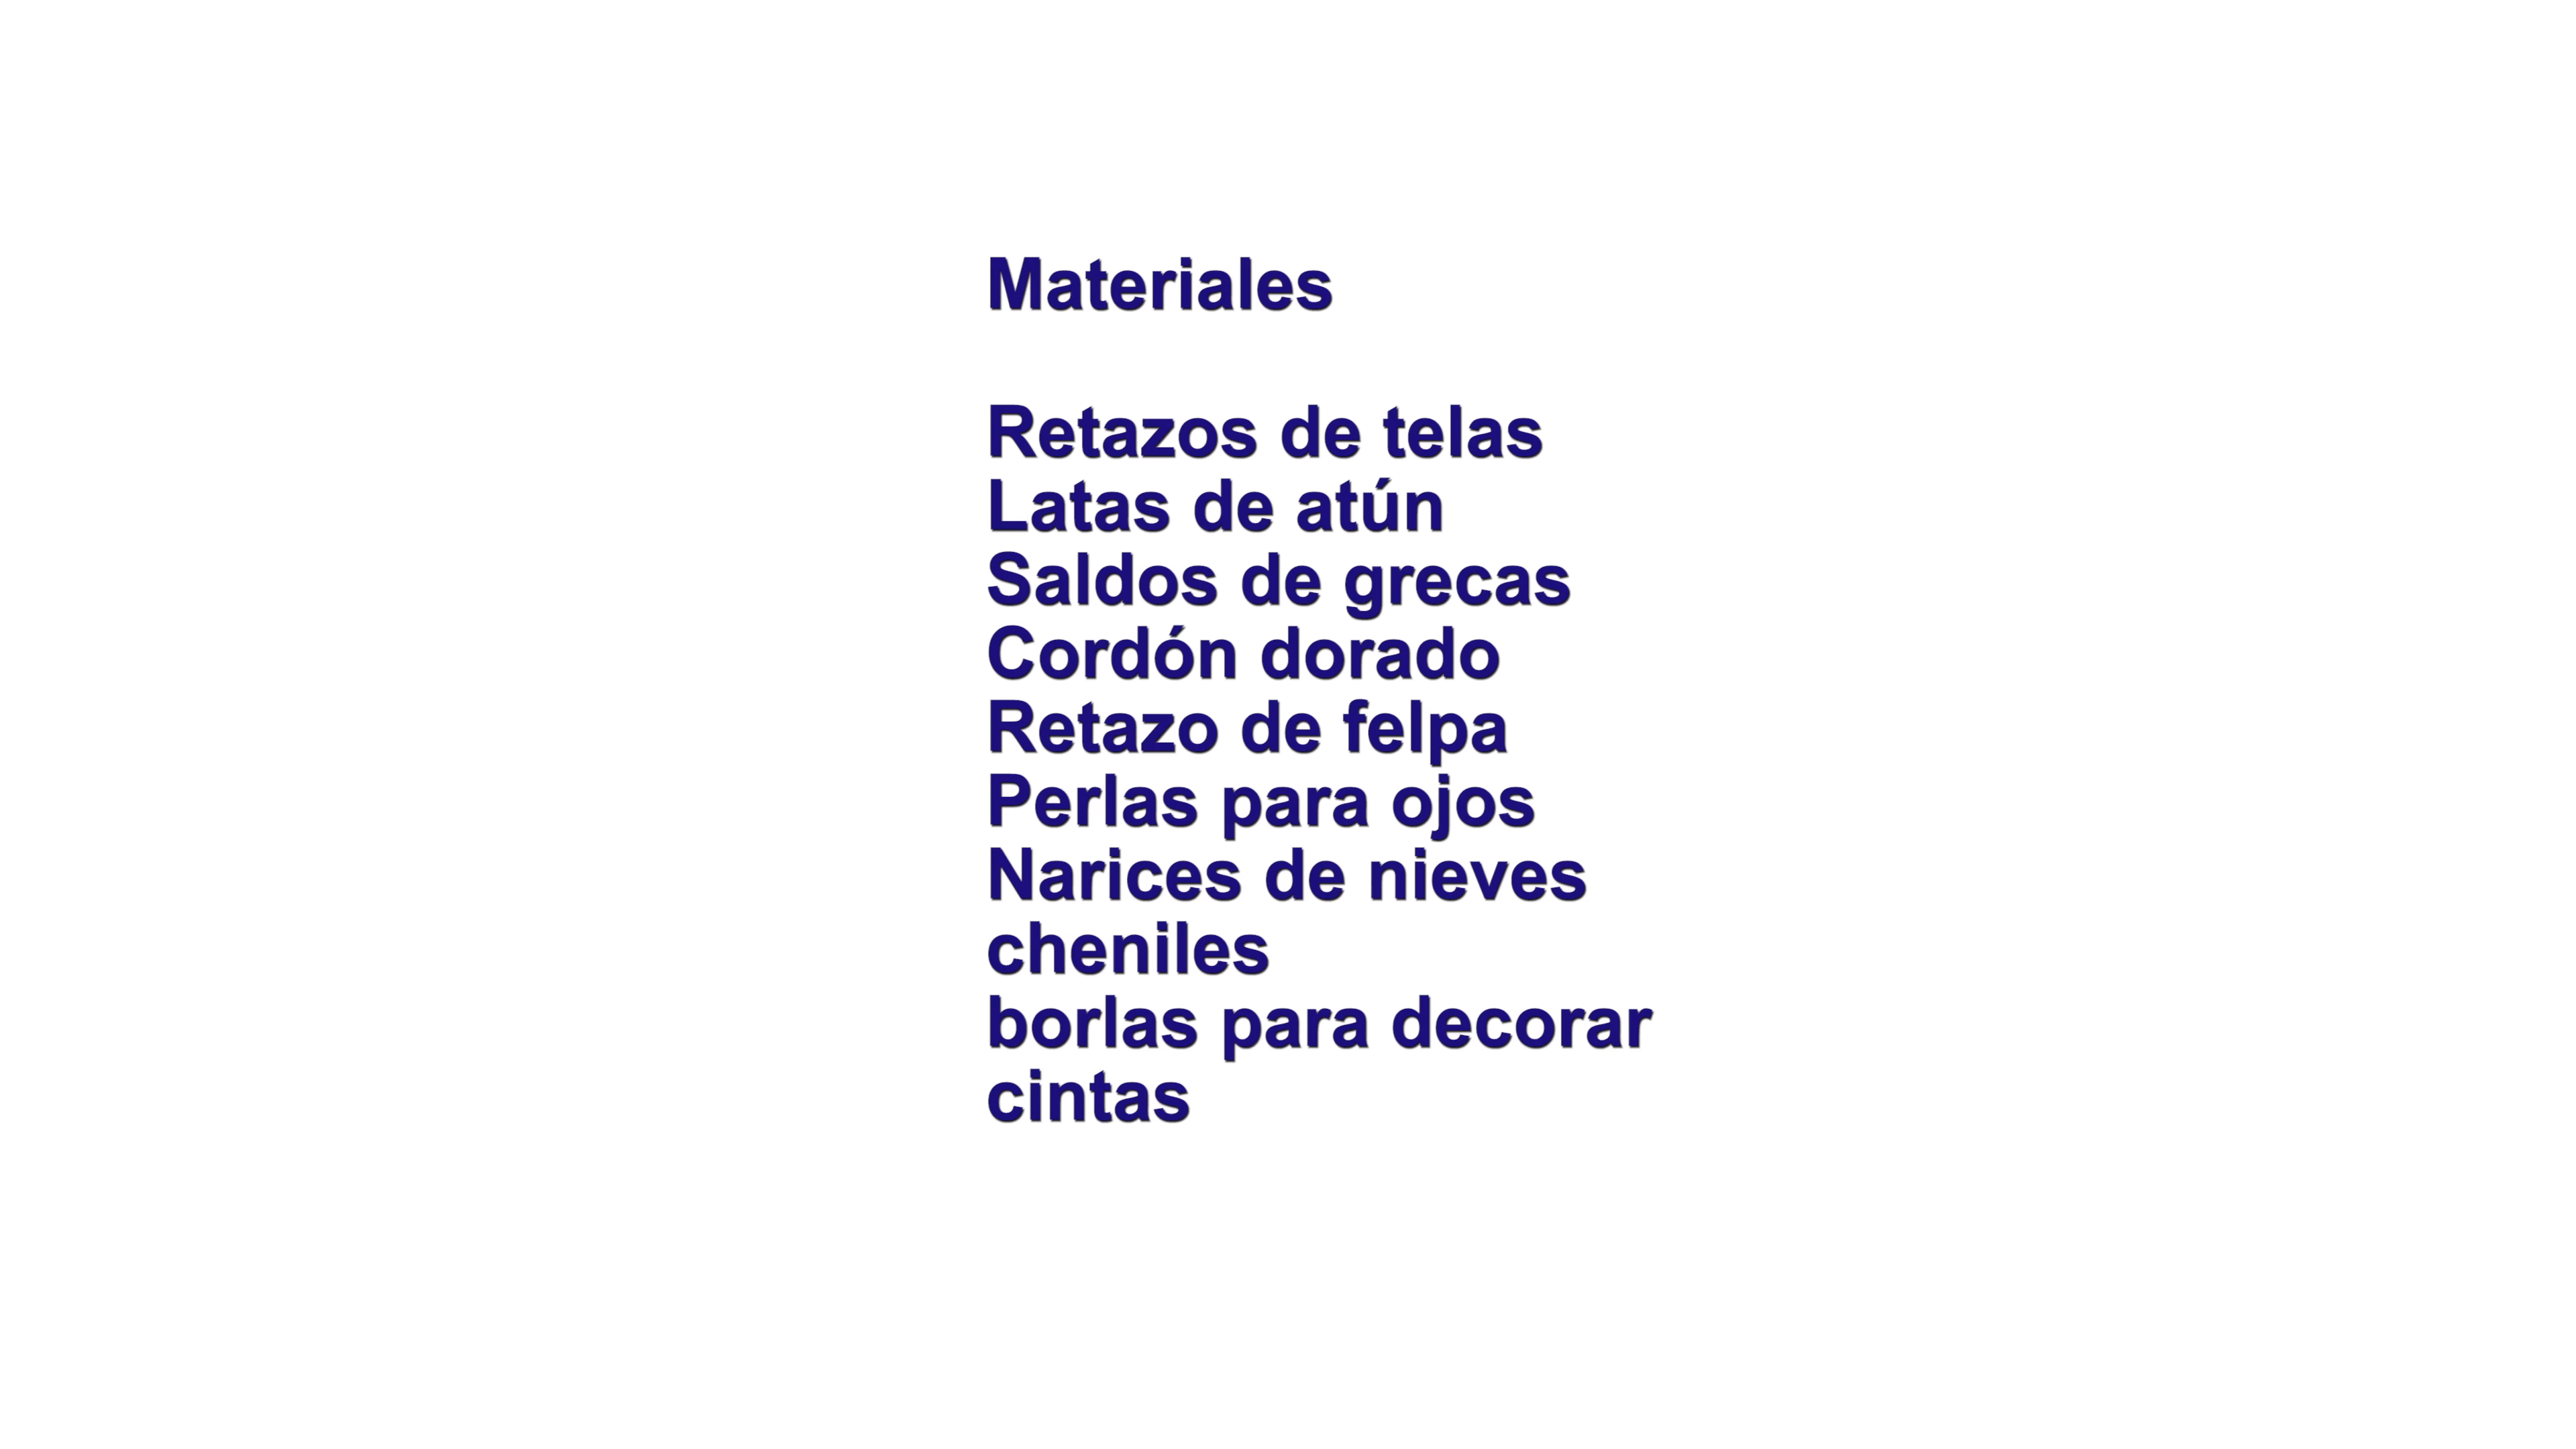 Materiales
Retazos de telas
Latas de atún
Saldos de grecas
Cordón dorado
Retazo de felpa
Perlas para ojos
Narices de nieves
cheniles
borlas para decorar
cintas